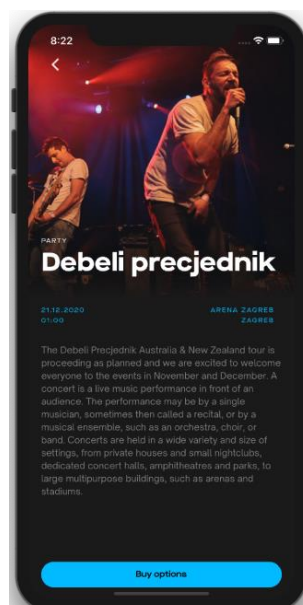 8:22
PARTY
Debeli precjednik
21.12.2020 ARENA ZAGREB
01:00 ZAGREB
The Debeli Precjednik Australia & New Zealand tour is
proceeding as planned and we are excited to welcome
everyone to the events in November and December. A
concert is a live music performance in front of an
audience. The performance may be by a single
musician, sometimes then called a recital, or by a
musical ensemble, such as an orchestra, choir, or
band. Concerts are held in a wide variety and size of
settings, from private houses and small nightclubs,
dedicated concert halls, amphitheatres and parks, to
large multipurpose buildings, such as arenas and
stadiums.
Buy options